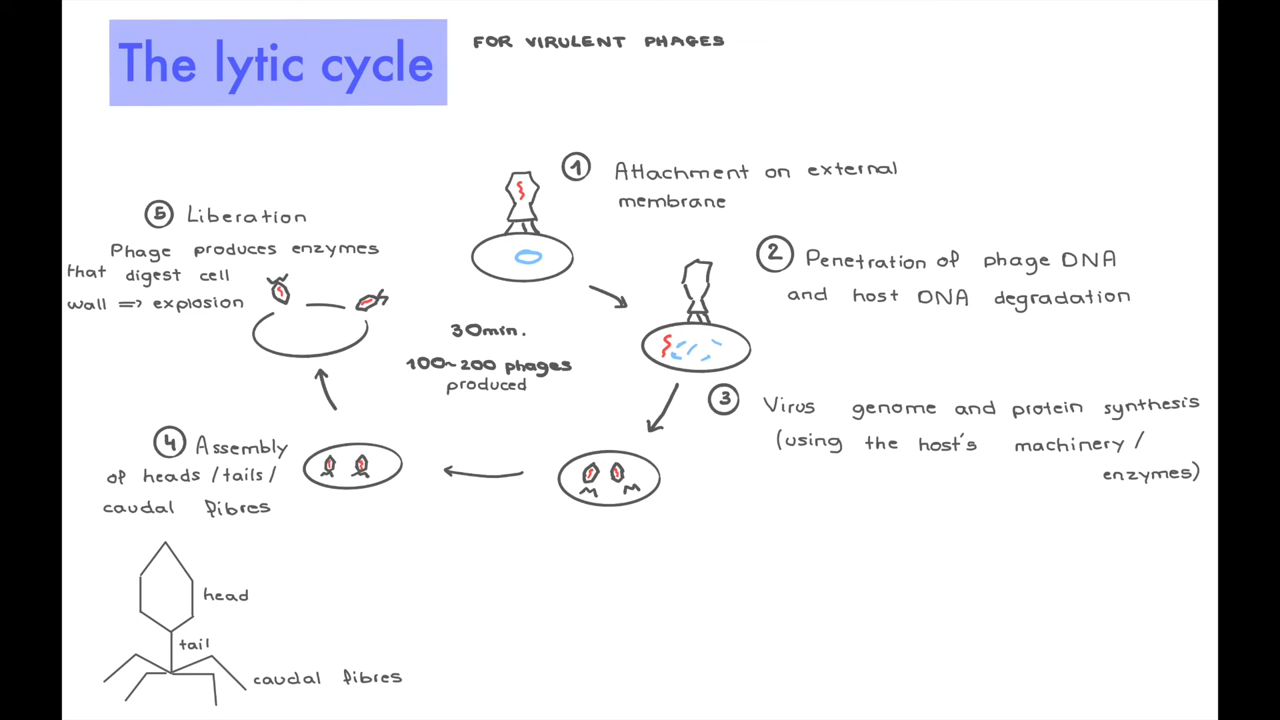 The lytic cycle
FOR VIRULENT PHAGES
1 Attachment on external
membrane
2 Penetration of phage DNA
and host DNA degradation
3 Virus genome and protein synthesis
(using the host's machinery /
enzymes)
4 Assembly
of heads / tails /
caudal fibres
5 Liberation
Phage produces enzymes
that digest cell
wall => explosion
30min.
100~200 phages
produced
head
tail
caudal fibres